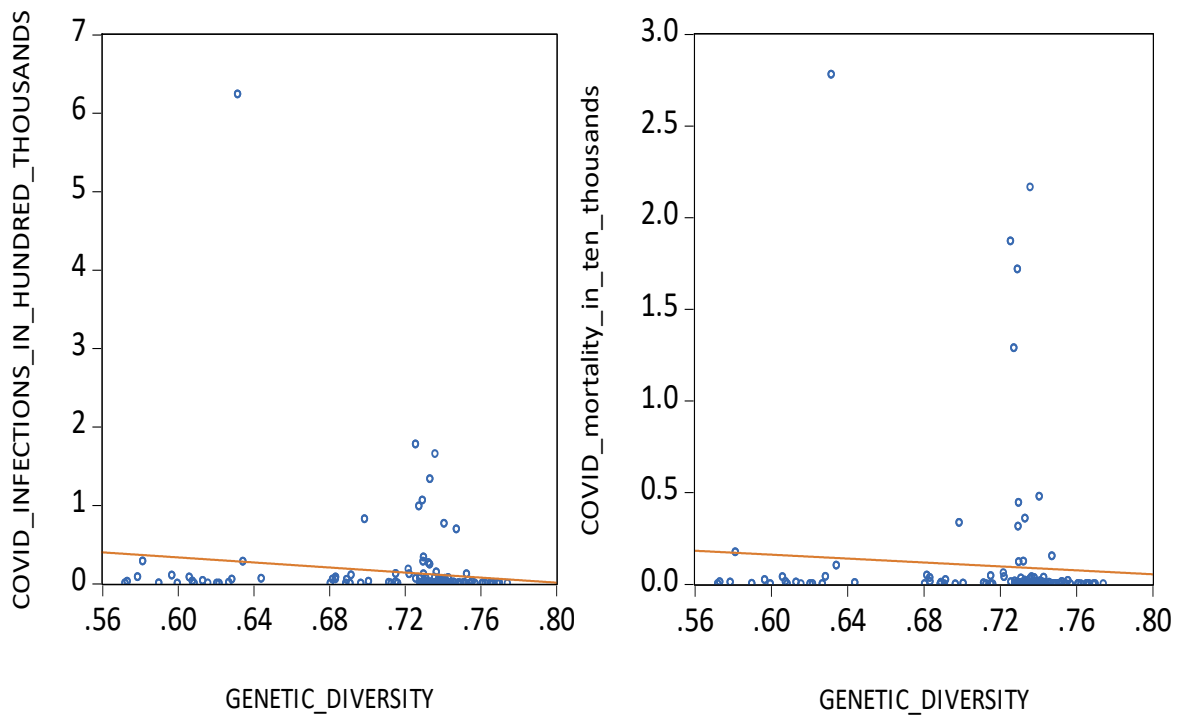 COVID_INFECTIONS_IN_HUNDRED_THOUSANDS
7
6
5
4
3
2
1
0
.56 .60 .64 .68 .72 .76 .80
GENETIC_DIVERSITY
COVID_mortality_in_ten_thousands
3.0
2.5
2.0
1.5
1.0
0.5
0.0
.56 .60 .64 .68 .72 .76 .80
GENETIC_DIVERSITY